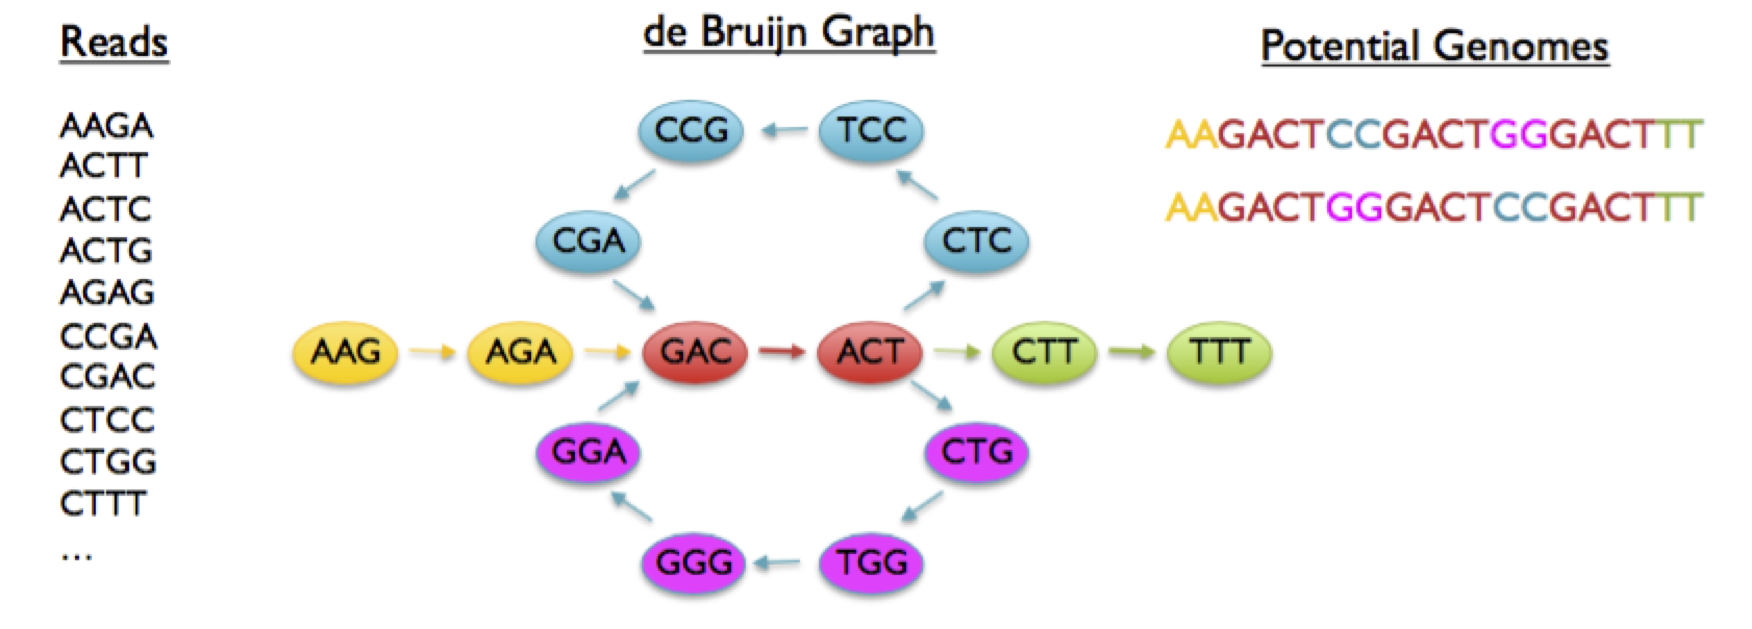 Reads
AAGA
ACTT
ACTC
ACTG
AGAG
CCGA
CGAC
CTCC
CTGG
CTTT
...
de Bruijn Graph
CCG TCC
CGA CTC
AAG AGA GAC ACT CTT TTT
GGA CTG
GGG TGG
Potential Genomes
AAGACTCCGACTGGGACTTT
AAGACTGGGACTCCGACTTT